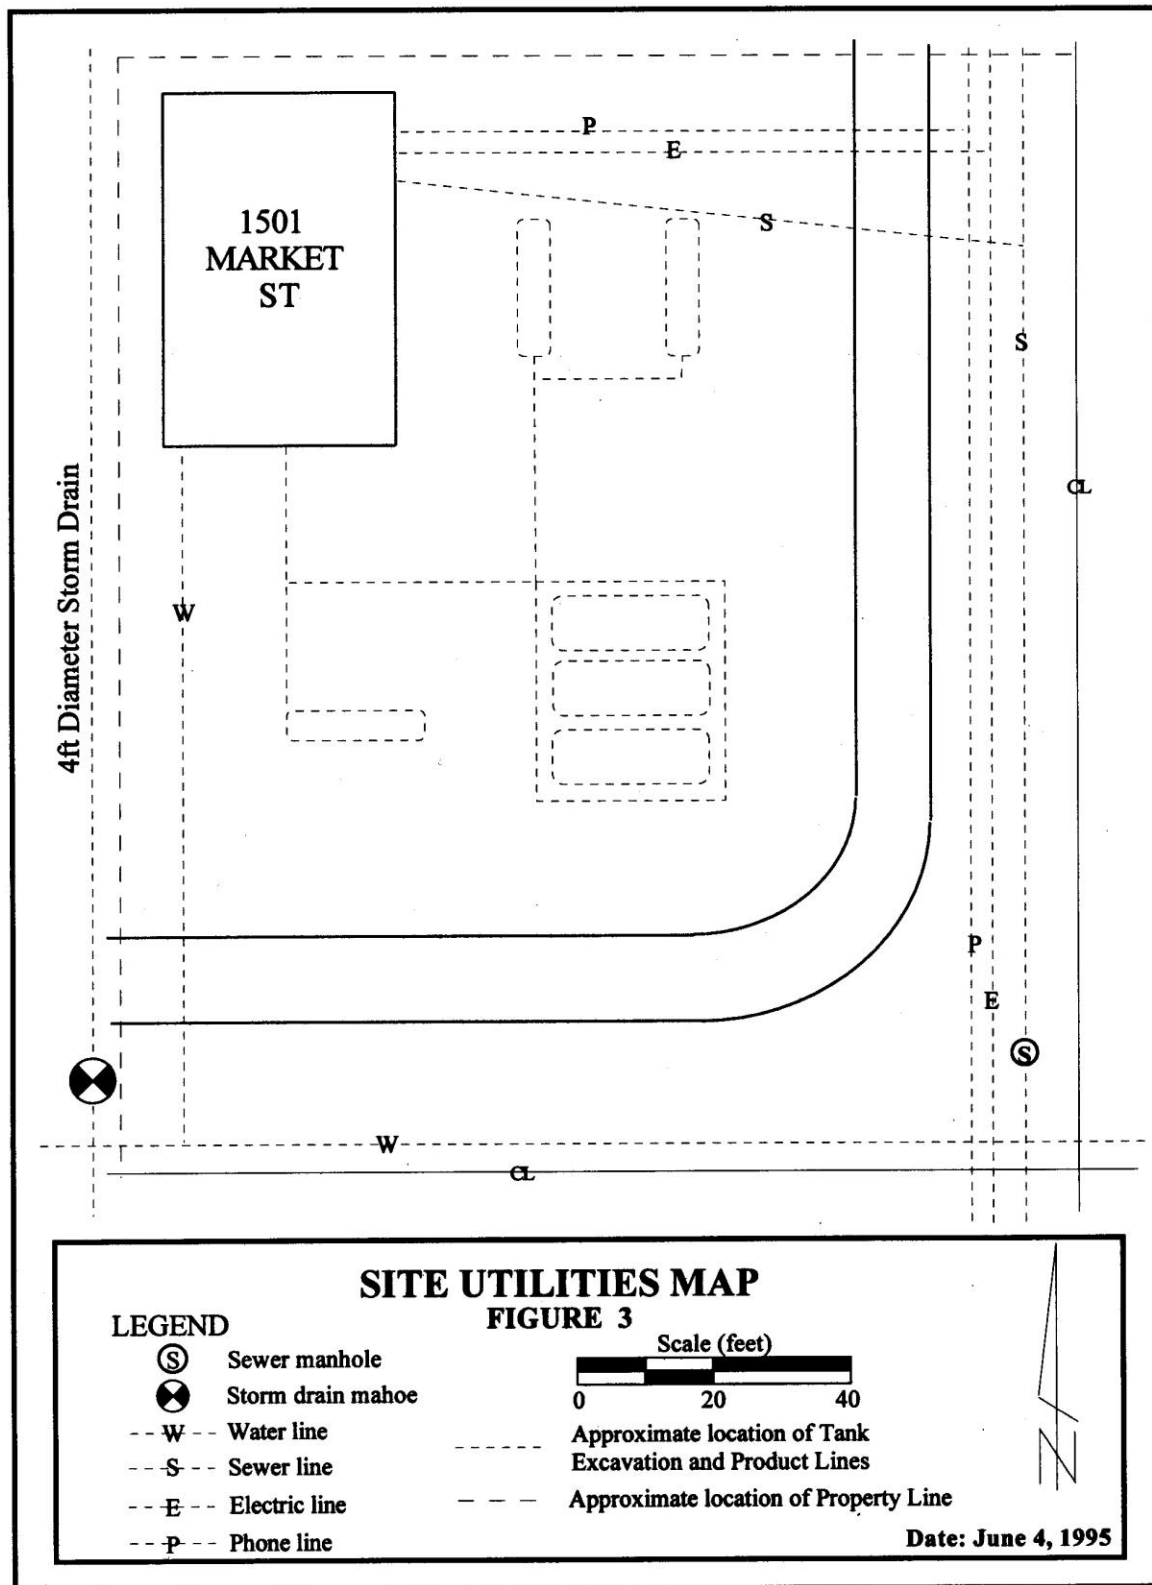 P
E
1501
MARKET
ST
S
S
CL
4ft Diameter Storm Drain
W
P
E
S
W
CL
SITE UTILITIES MAP
FIGURE 3
LEGEND
S Sewer manhole
Storm drain mahoe
--W-- Water line
--S-- Sewer line
--E-- Electric line
--P-- Phone line
Scale (feet)
0 20 40
Approximate location of Tank
Excavation and Product Lines
Approximate location of Property Line
N
Date: June 4, 1995